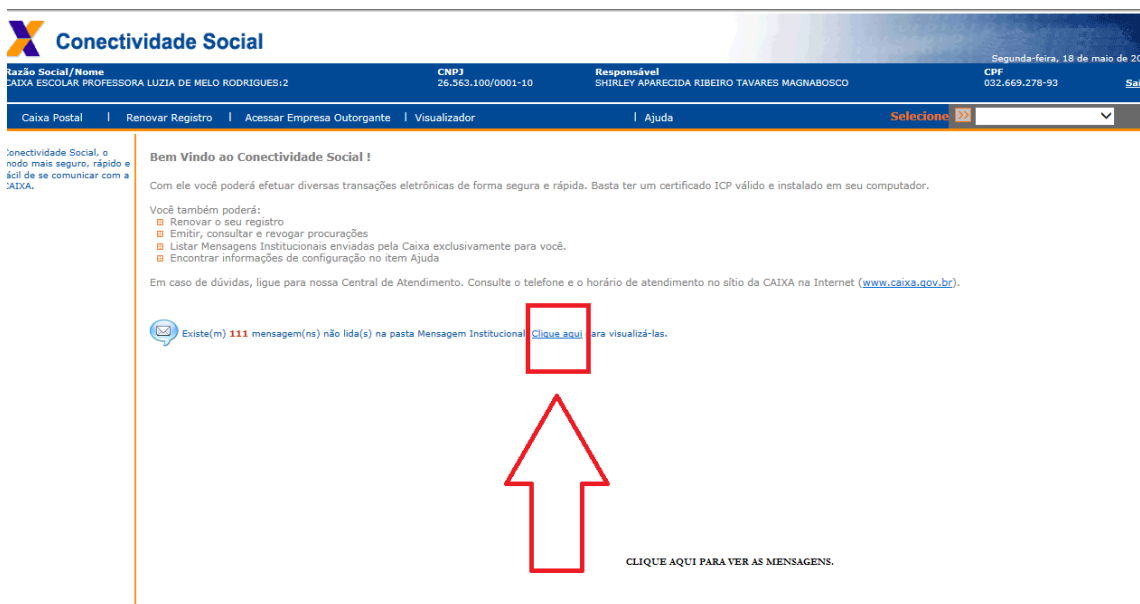 Conectividade Social
Segunda-feira, 18 de maio de 20
Razão Social/Nome CNPJ Responsável CPF
CAIXA ESCOLAR PROFESSORA LUZIA DE MELO RODRIGUES:2 26.563.100/0001-10 SHIRLEY APARECIDA RIBEIRO TAVARES MAGNABOSCO 032.669.278-93 Sai
Caixa Postal | Renovar Registro | Acessar Empresa Outorgante | Visualizador | Ajuda Selecione
Conectividade Social, o
modo mais seguro, rápido e
fácil de se comunicar com a
CAIXA.
Bem Vindo ao Conectividade Social !
Com ele você poderá efetuar diversas transações eletrônicas de forma segura e rápida. Basta ter um certificado ICP válido e instalado em seu computador.
Você também poderá:
Renovar o seu registro
Emitir, consultar e revogar procurações
Listar Mensagens Institucionais enviadas pela Caixa exclusivamente para você.
Encontrar informações de configuração no item Ajuda
Em caso de dúvidas, ligue para nossa Central de Atendimento. Consulte o telefone e o horário de atendimento no sítio da CAIXA na Internet (www.caixa.gov.br).
Existe(m) 111 mensagem(ns) não lida(s) na pasta Mensagem Institucional. Clique aqui para visualizá-las.
CLIQUE AQUI PARA VER AS MENSAGENS.